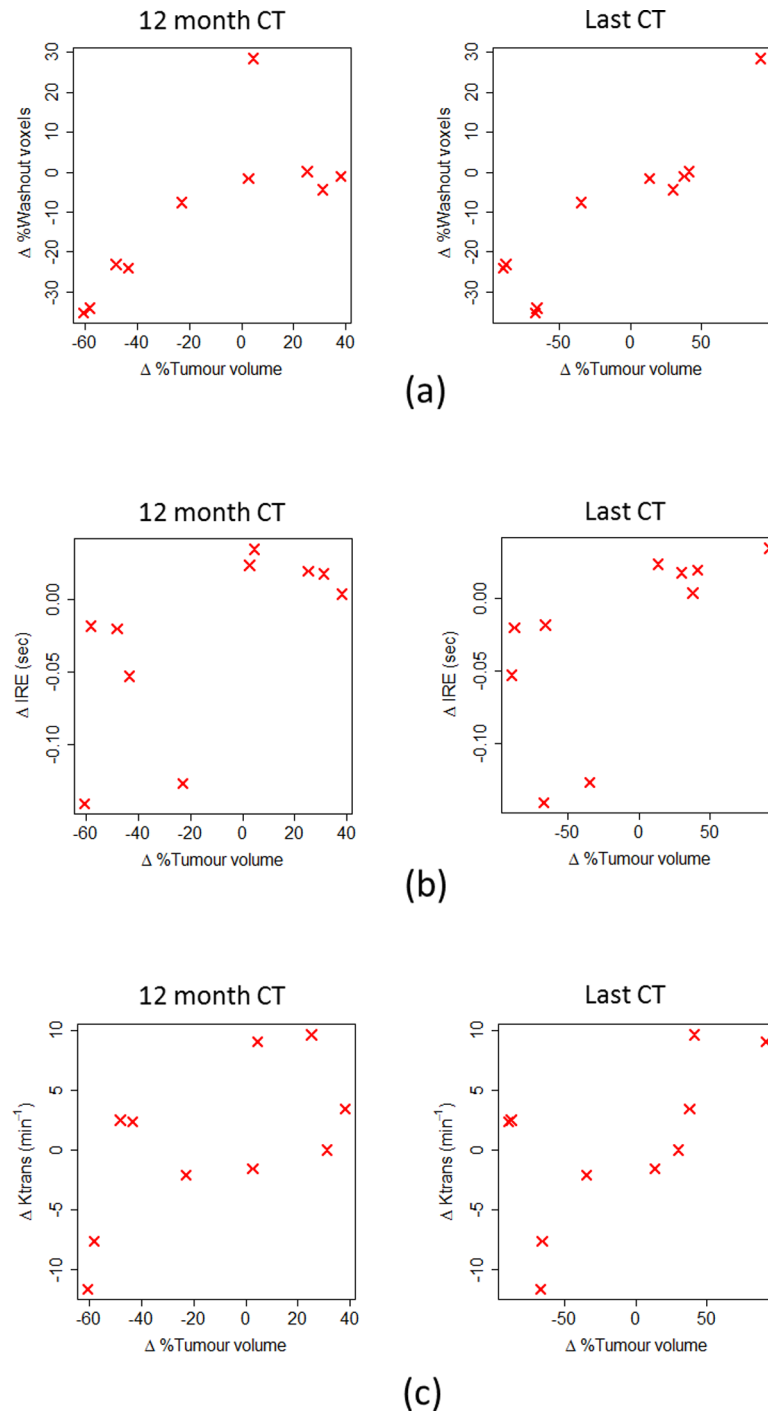 12 month CT
Last CT
Δ %Washout voxels
30
20
10
0
-10
-20
-30
-60 -40 -20 0 20 40
Δ %Tumour volume
Δ %Washout voxels
30
20
10
0
-10
-20
-30
-50 0 50
Δ %Tumour volume
(a)
12 month CT
Last CT
Δ IRE (sec)
0.00
-0.05
-0.10
-60 -40 -20 0 20 40
Δ %Tumour volume
Δ IRE (sec)
0.00
-0.05
-0.10
-50 0 50
Δ %Tumour volume
(b)
12 month CT
Last CT
Δ Ktrans (min⁻¹)
10
5
0
-5
-10
-60 -40 -20 0 20 40
Δ %Tumour volume
Δ Ktrans (min⁻¹)
10
5
0
-5
-10
-50 0 50
Δ %Tumour volume
(c)